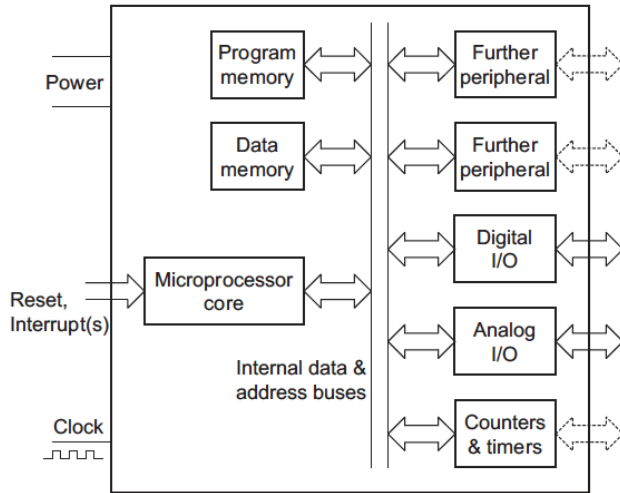 Power
Program
memory
Further
peripheral
Data
memory
Further
peripheral
Digital
I/O
Reset,
Interrupt(s)
Microprocessor
core
Analog
I/O
Internal data &
address buses
Clock
Counters
& timers